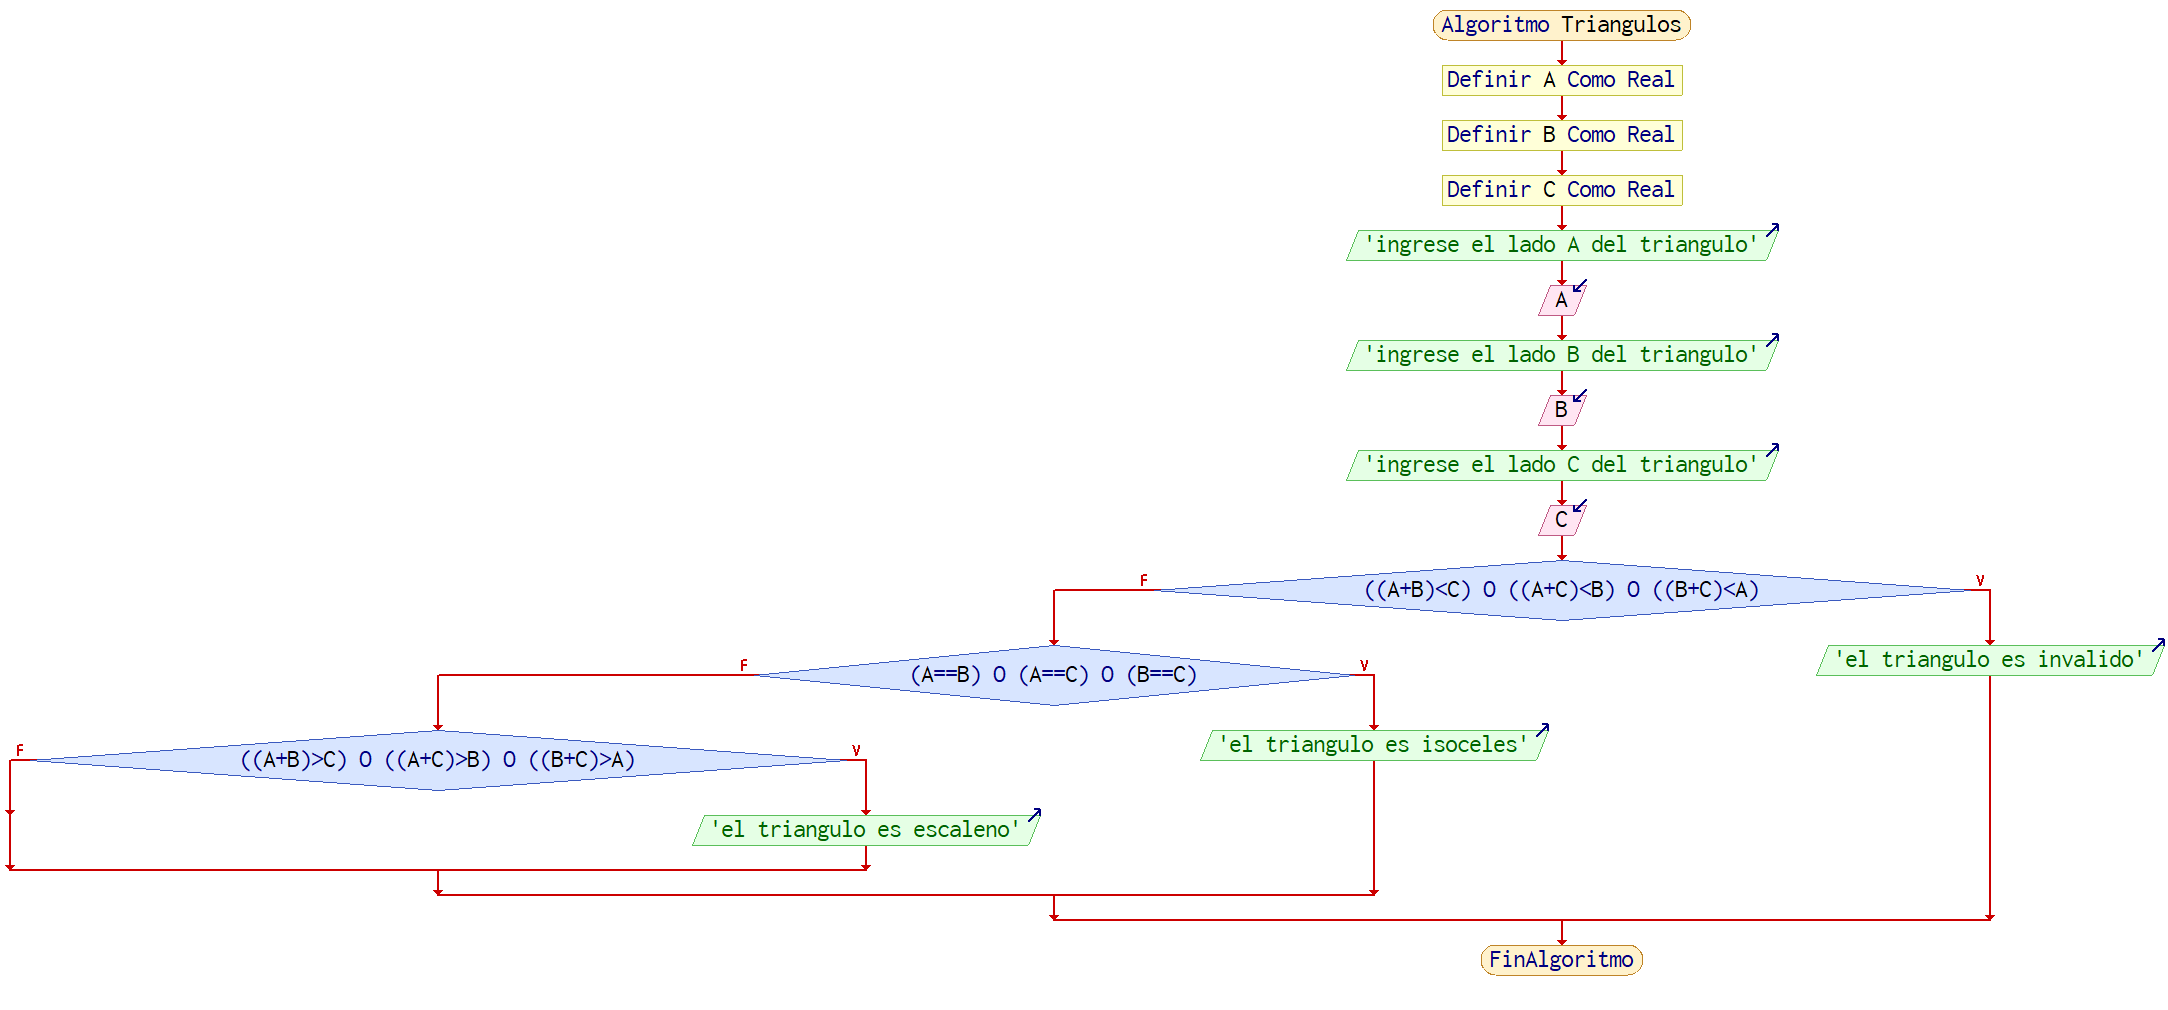 Algoritmo Triangulos
Definir A Como Real
Definir B Como Real
Definir C Como Real
'ingrese el lado A del triangulo'
A
'ingrese el lado B del triangulo'
B
'ingrese el lado C del triangulo'
C
F
((A+B)<C) O ((A+C)<B) O ((B+C)<A)
V
F
(A==B) O (A==C) O (B==C)
V
'el triangulo es invalido'
F
((A+B)>C) O ((A+C)>B) O ((B+C)>A)
V
'el triangulo es isoceles'
'el triangulo es escaleno'
FinAlgoritmo